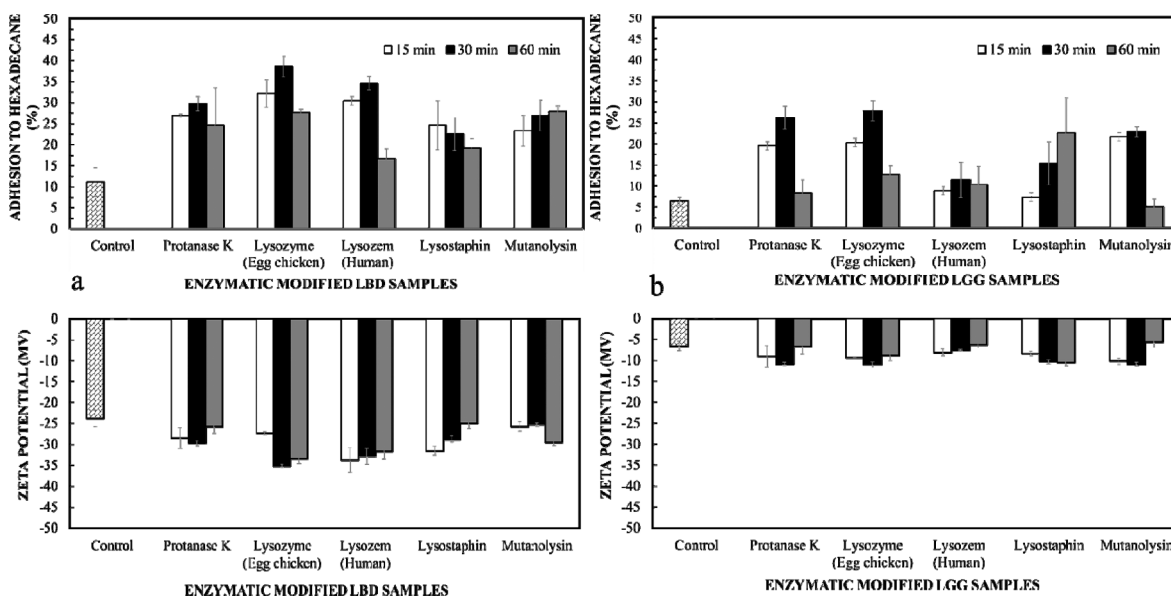 ADHESION TO HEXADECANE
(%)
50
45
40
35
30
25
20
15
10
5
0
15 min 30 min 60 min
Control Protanase K Lysozyme Lysozem Lysostaphin Mutanolysin
(Egg chicken) (Human)
a
ENZYMATIC MODIFIED LBD SAMPLES
ADHESION TO HEXADECANE
(%)
50
45
40
35
30
25
20
15
10
5
0
15 min 30 min 60 min
Control Protanase K Lysozyme Lysozem Lysostaphin Mutanolysin
(Egg chicken) (Human)
b
ENZYMATIC MODIFIED LGG SAMPLES
ZETA POTENTIAL (MV)
0
-5
-10
-15
-20
-25
-30
-35
-40
-45
-50
Control Protanase K Lysozyme Lysozem Lysostaphin Mutanolysin
(Egg chicken) (Human)
ENZYMATIC MODIFIED LBD SAMPLES
ZETA POTENTIAL (MV)
0
-5
-10
-15
-20
-25
-30
-35
-40
-45
-50
Control Protanase K Lysozyme Lysozem Lysostaphin Mutanolysin
(Egg chicken) (Human)
ENZYMATIC MODIFIED LGG SAMPLES